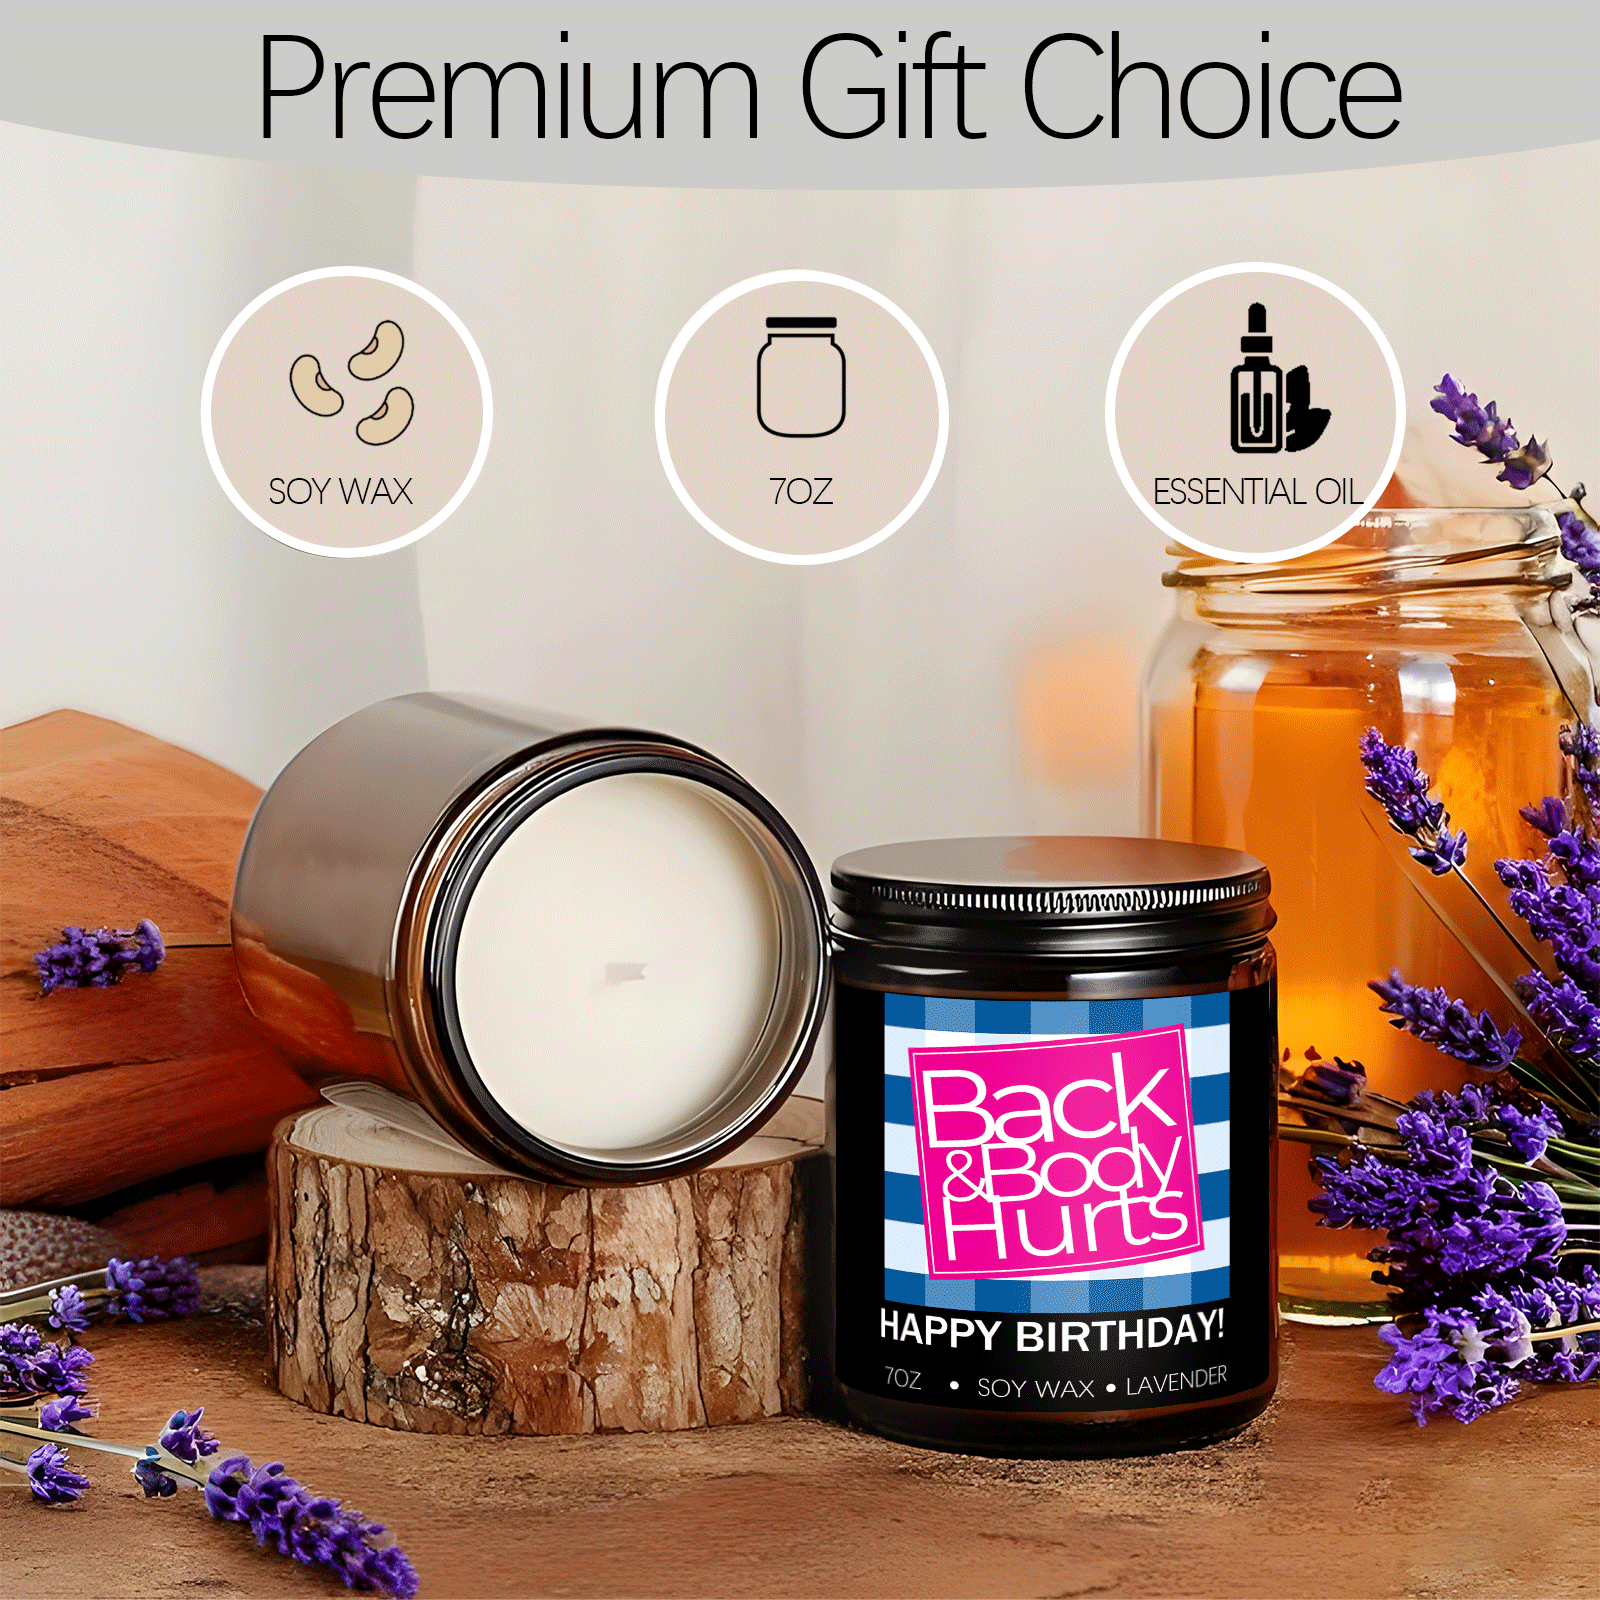 Premium Gift Choice
SOY WAX
7OZ
ESSENTIAL OIL
Back
&Body
Hurts
HAPPY BIRTHDAY!
7OZ • SOY WAX • LAVENDER